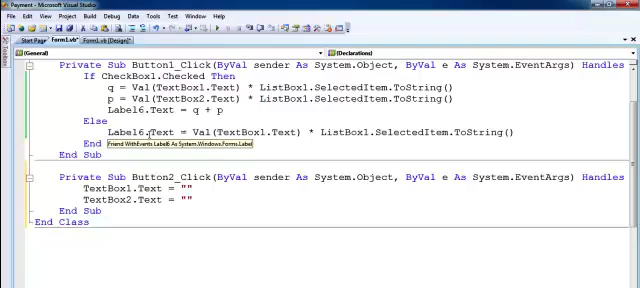 Payment - Microsoft Visual Studio
File Edit View Project Build Debug Data Tools Test Window Help
Start Page Form1.vb* Form1.vb [Design]*
Toolbox
(General) (Declarations)
Private Sub Button1_Click(ByVal sender As System.Object, ByVal e As System.EventArgs) Handles
If CheckBox1.Checked Then
q = Val(TextBox1.Text) * ListBox1.SelectedItem.ToString()
p = Val(TextBox2.Text) * ListBox1.SelectedItem.ToString()
Label6.Text = q + p
Else
Label6.Text = Val(TextBox1.Text) * ListBox1.SelectedItem.ToString()
End
Friend WithEvents Label6 As System.Windows.Forms.Label
End Sub
Private Sub Button2_Click(ByVal sender As System.Object, ByVal e As System.EventArgs) Handles
TextBox1.Text = ""
TextBox2.Text = ""
End Sub
End Class